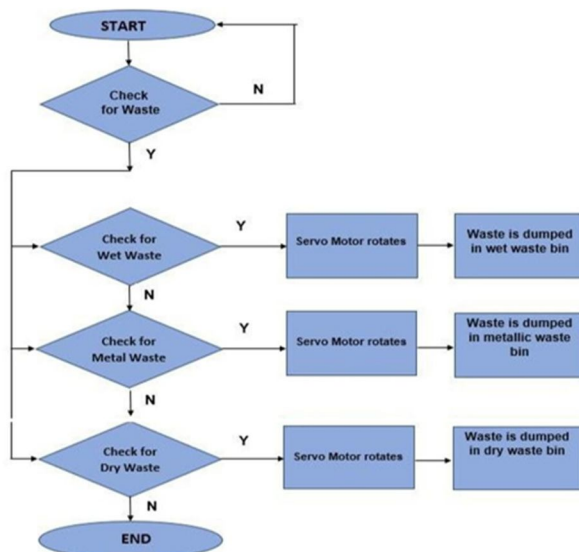 START
Check
for Waste
N
Y
Check for
Wet Waste
Y
Servo Motor rotates
Waste is dumped
in wet waste bin
N
Check for
Metal Waste
Y
Servo Motor rotates
Waste is dumped
in metallic waste
bin
N
Check for
Dry Waste
Y
Servo Motor rotates
Waste is dumped
in dry waste bin
N
END